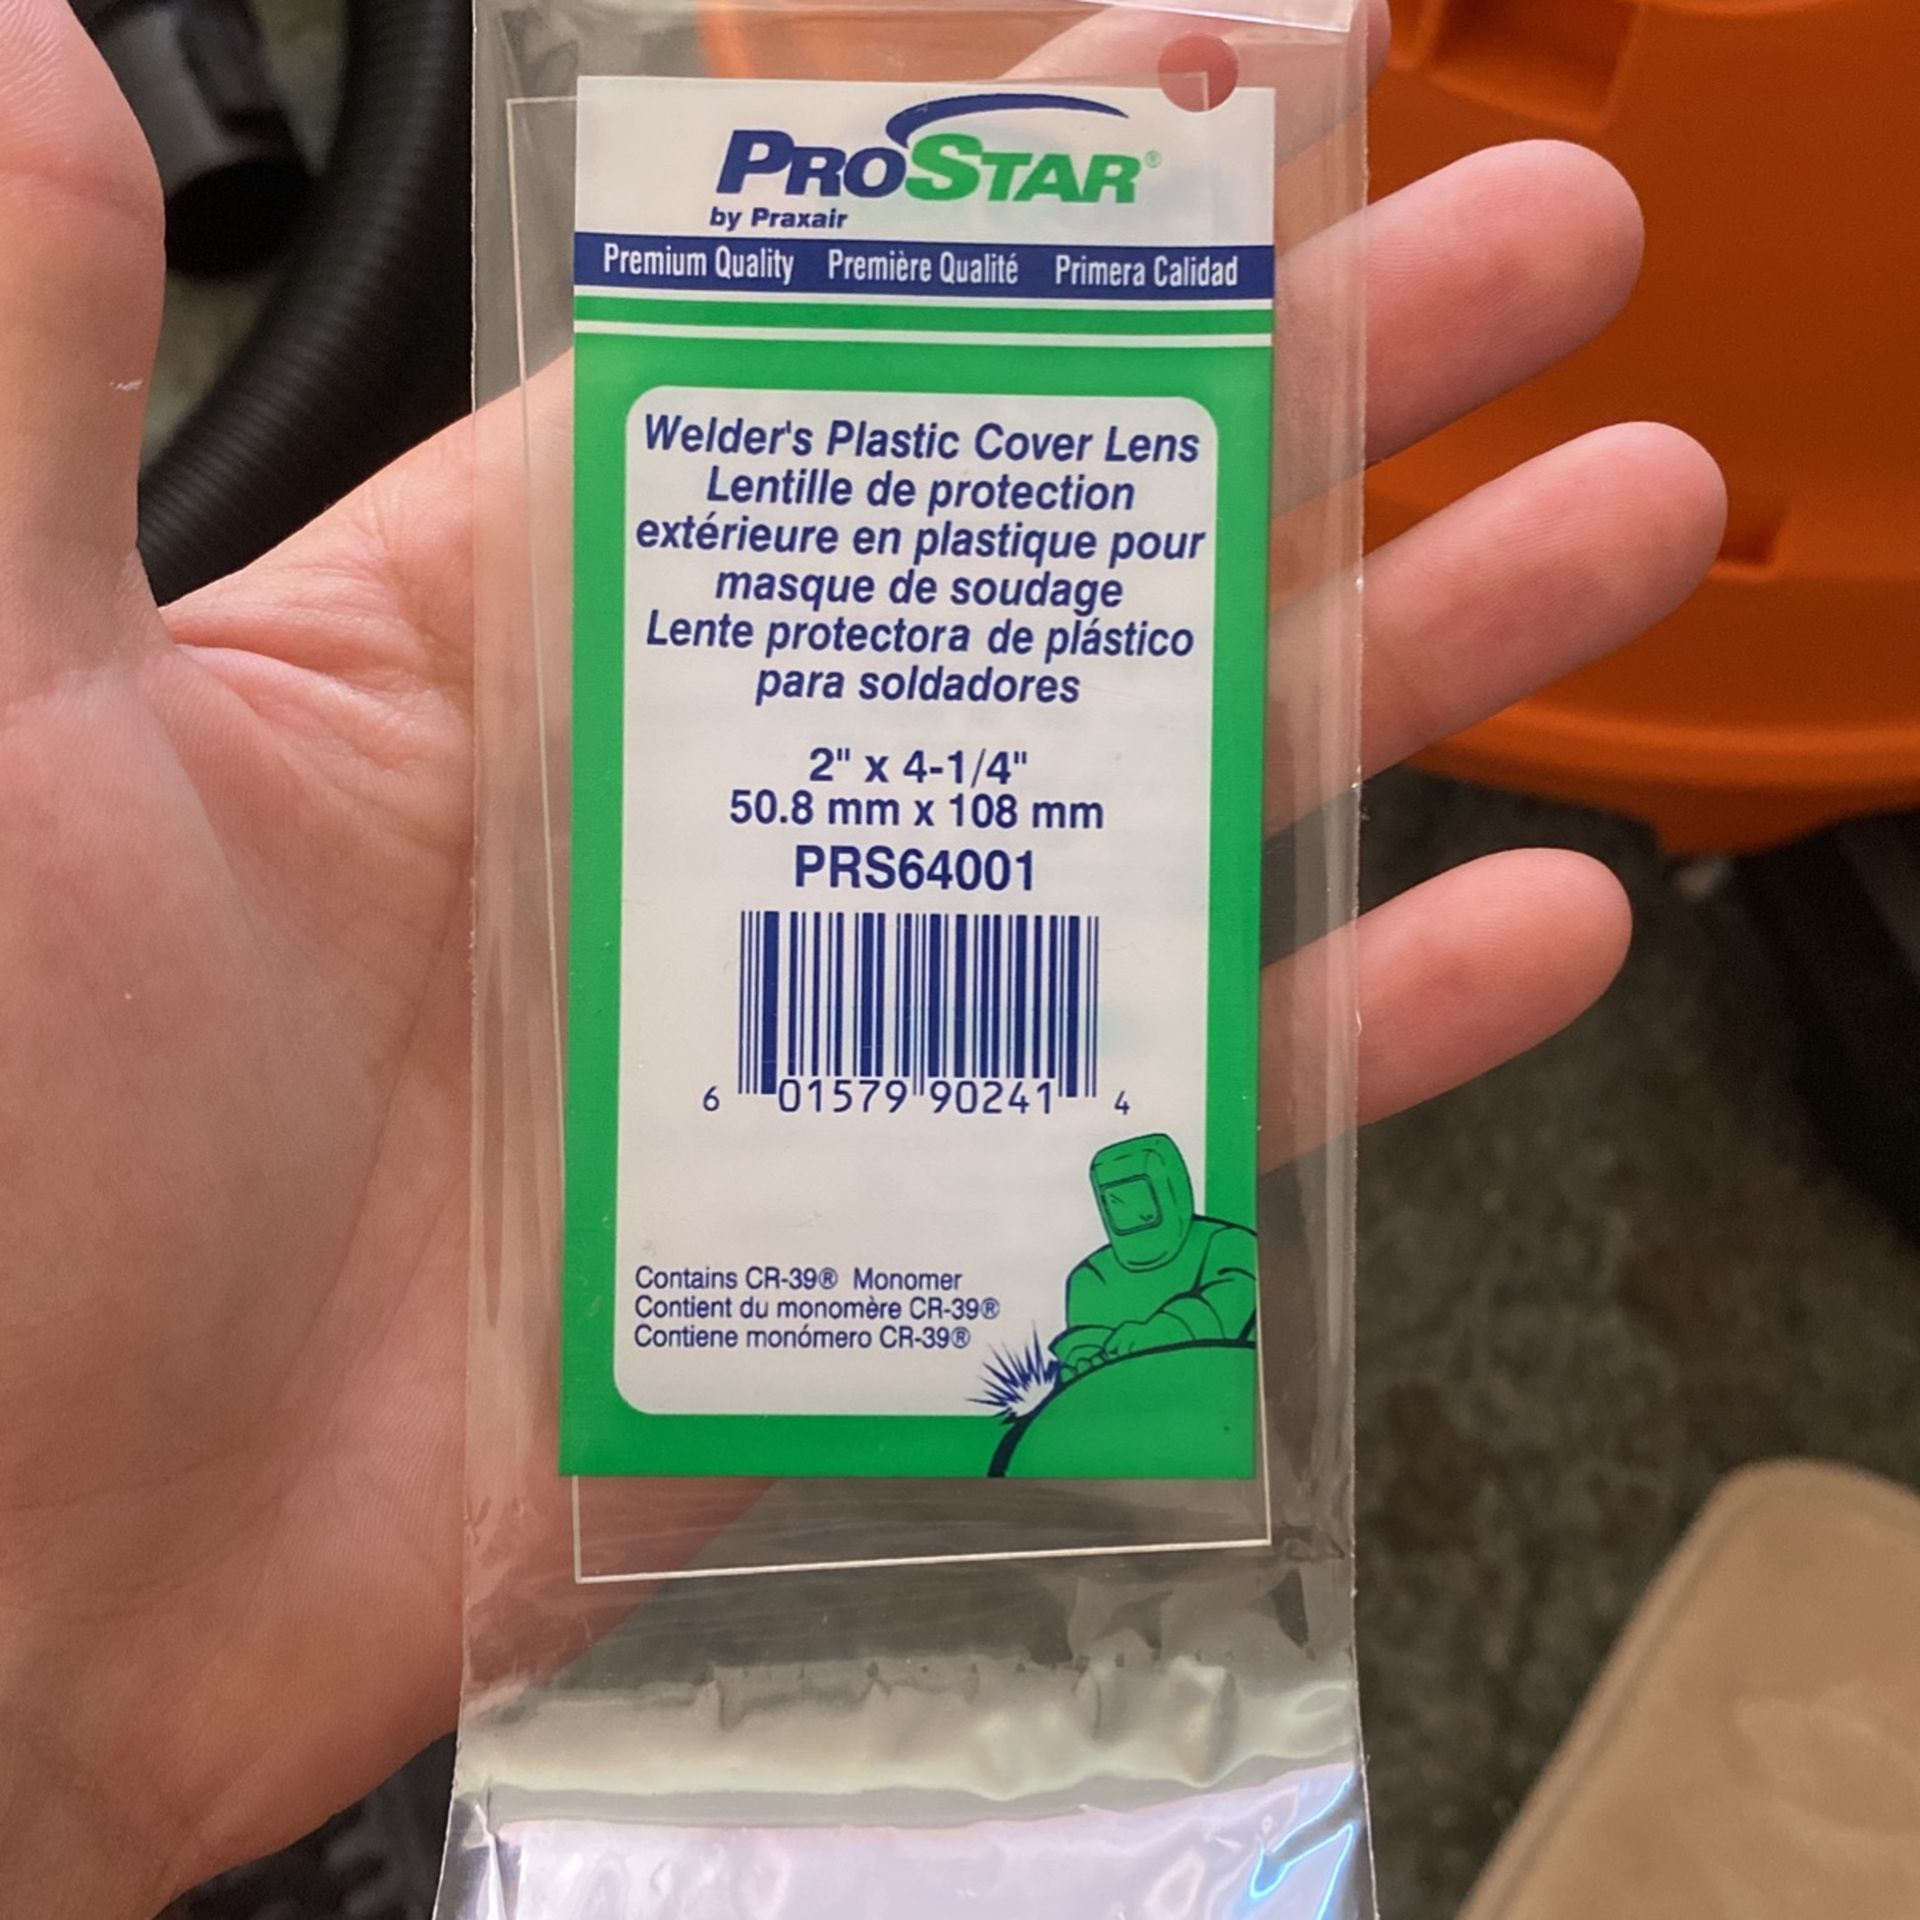 PROSTAR®
by Praxair
Premium Quality Première Qualité Primera Calidad
Welder's Plastic Cover Lens
Lentille de protection
extérieure en plastique pour
masque de soudage
Lente protectora de plástico
para soldadores
2" x 4-1/4"
50.8 mm x 108 mm
PRS64001
6 01579 90241 4
Contains CR-39® Monomer
Contient du monomère CR-39®
Contiene monómero CR-39®